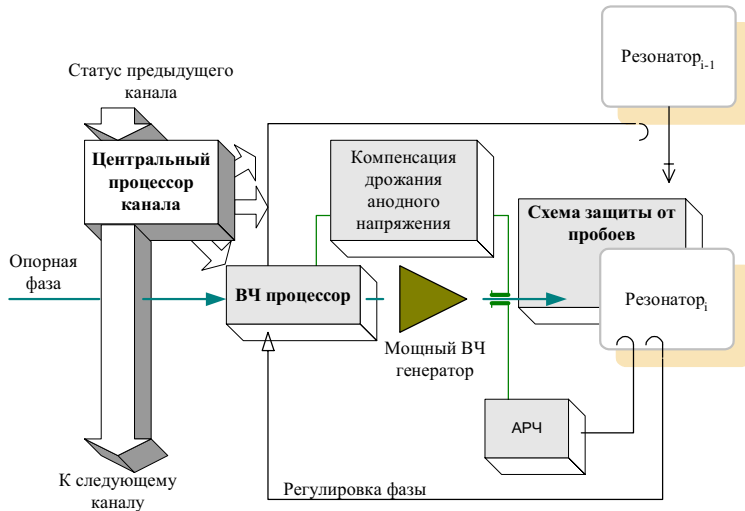 Резонатор i-1
Статус предыдущего
канала
Центральный
процессор
канала
Компенсация
дрожания
анодного
напряжения
Схема защиты от
пробоев
Опорная
фаза
ВЧ процессор
Резонатор i
Мощный ВЧ
генератор
АРЧ
К следующему
каналу
Регулировка фазы